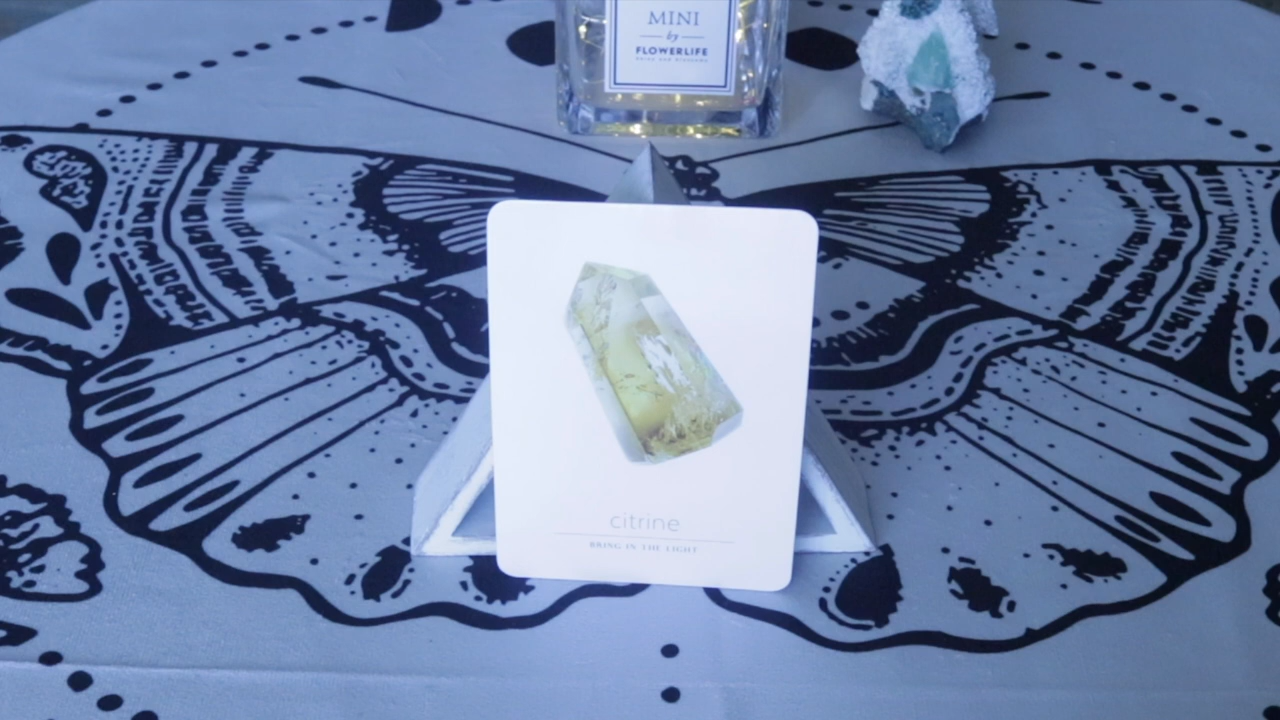 MINI
by
FLOWERLIFE
citrine
BRING IN THE LIGHT